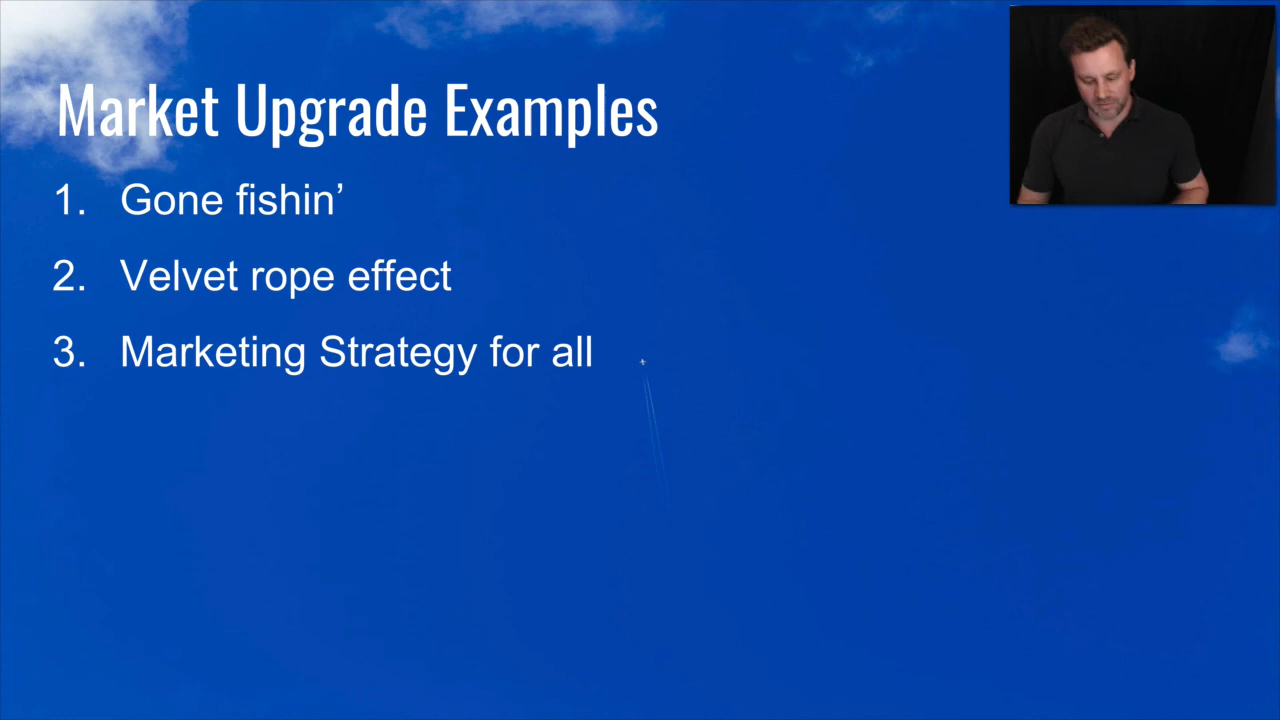 Market Upgrade Examples
1. Gone fishin’
2. Velvet rope effect
3. Marketing Strategy for all